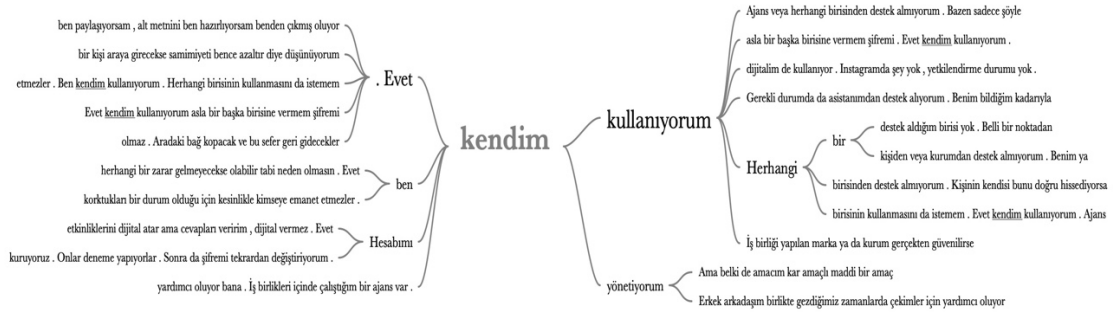 ben paylaşıyorsam , alt metnini ben hazırlıyorsam benden çıkmış oluyor
bir kişi araya girecekse samimiyeti bence azaltır diye düşünüyorum
etmezler . Ben kendim kullanıyorum . Herhangi birisinin kullanmasını da istemem
Evet kendim kullanıyorum asla bir başka birisine vermem şifremi
olmaz . Aradaki bağ kopacak ve bu sefer geri gidecekler
. Evet
herhangi bir zarar gelmeyecekse olabilir tabi neden olmasın . Evet
korktukları bir durum olduğu için kesinlikle kimseye emanet etmezler .
ben
etkinliklerini dijital atar ama cevapları veririm , dijital vermez . Evet
kuruyoruz . Onlar deneme yapıyorlar . Sonra da şifremi tekrardan değiştiriyorum .
Hesabımı
yardımcı oluyor bana . İş birlikleri içinde çalıştığım bir ajans var .
kendim
kullanıyorum
Ajans veya herhangi birisinden destek almıyorum . Bazen sadece şöyle
asla bir başka birisine vermem şifremi . Evet kendim kullanıyorum .
dijitalim de kullanıyor . Instagramda şey yok , yetkilendirme durumu yok .
Gerekli durumda da asistanımdan destek alıyorum . Benim bildiğim kadarıyla
Herhangi
bir
destek aldığım birisi yok . Belli bir noktadan
kişiden veya kurumdan destek almıyorum . Benim ya
birisinden destek almıyorum . Kişinin kendisi bunu doğru hissediyorsa
birisinin kullanmasını da istemem . Evet kendim kullanıyorum . Ajans
İş birliği yapılan marka ya da kurum gerçekten güvenilirse
yönetiyorum
Ama belki de amacım kar amaçlı maddi bir amaç
Erkek arkadaşım birlikte gezdiğimiz zamanlarda çekimler için yardımcı oluyor